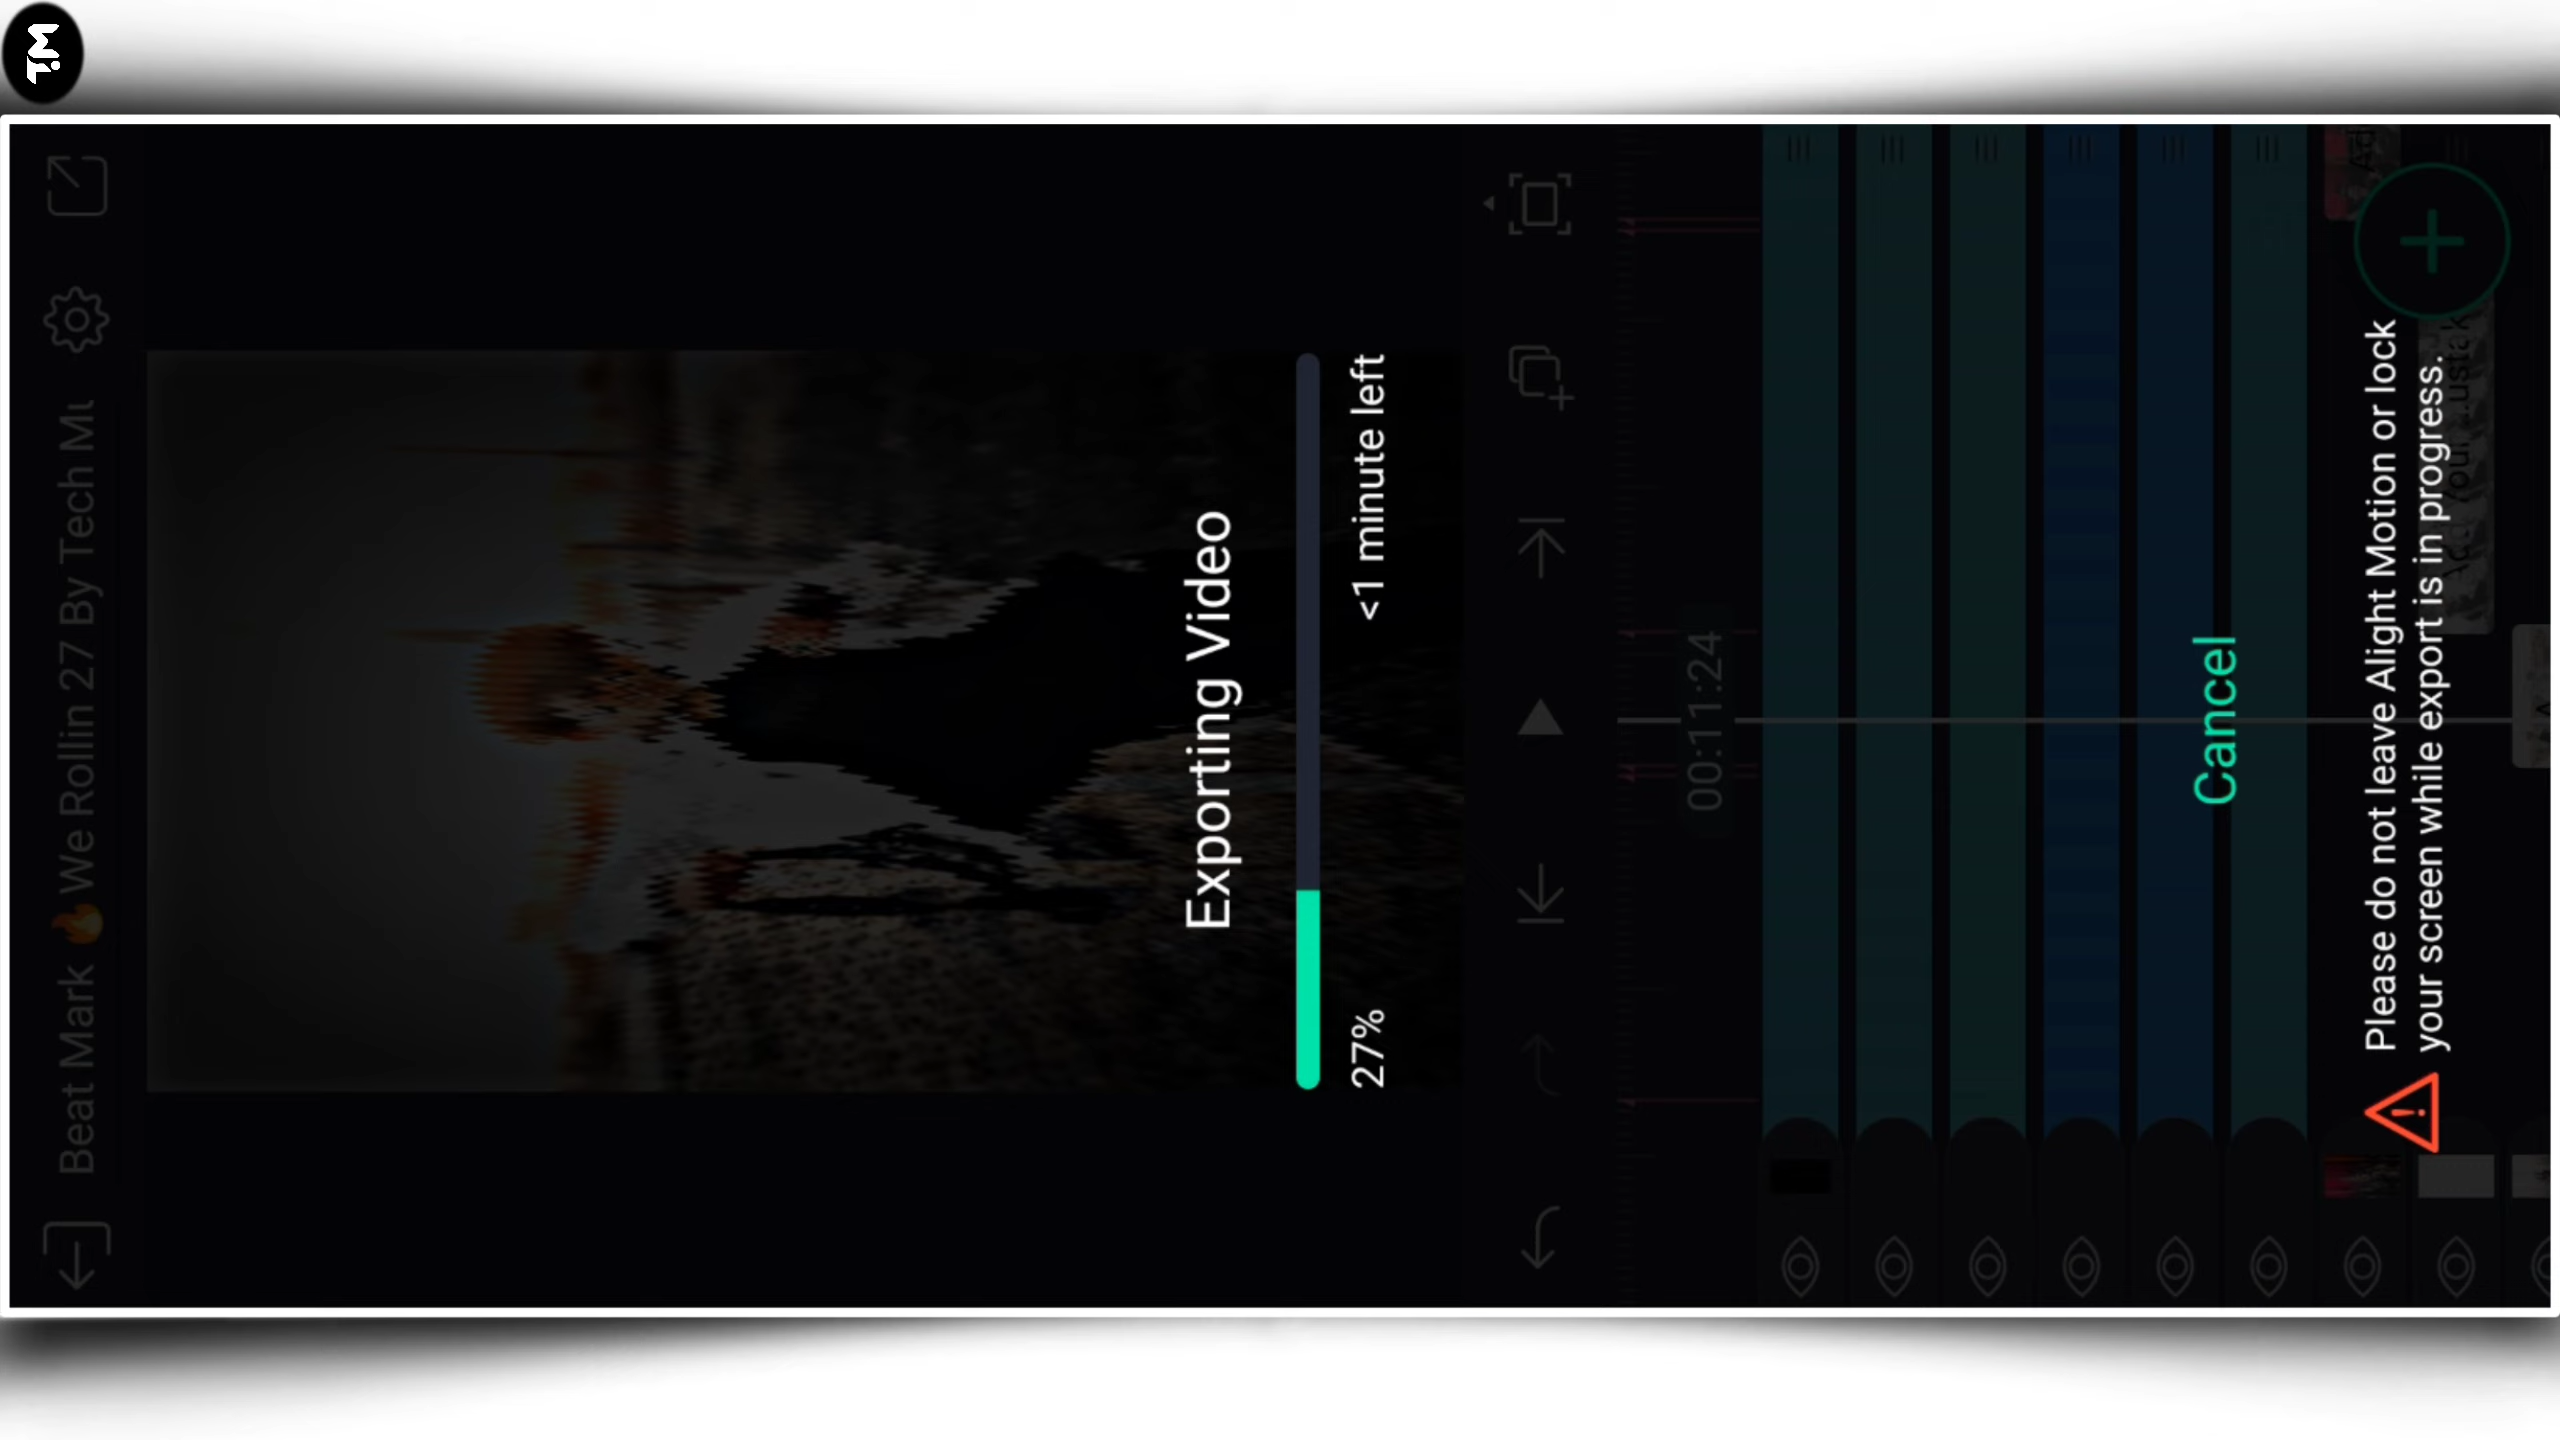 Beat Mark 🔥 We Rollin 27 By Tech Mu
Exporting Video
27%
<1 minute left
00:11:24
Cancel
Please do not leave Alight Motion or lock
your screen while export is in progress.